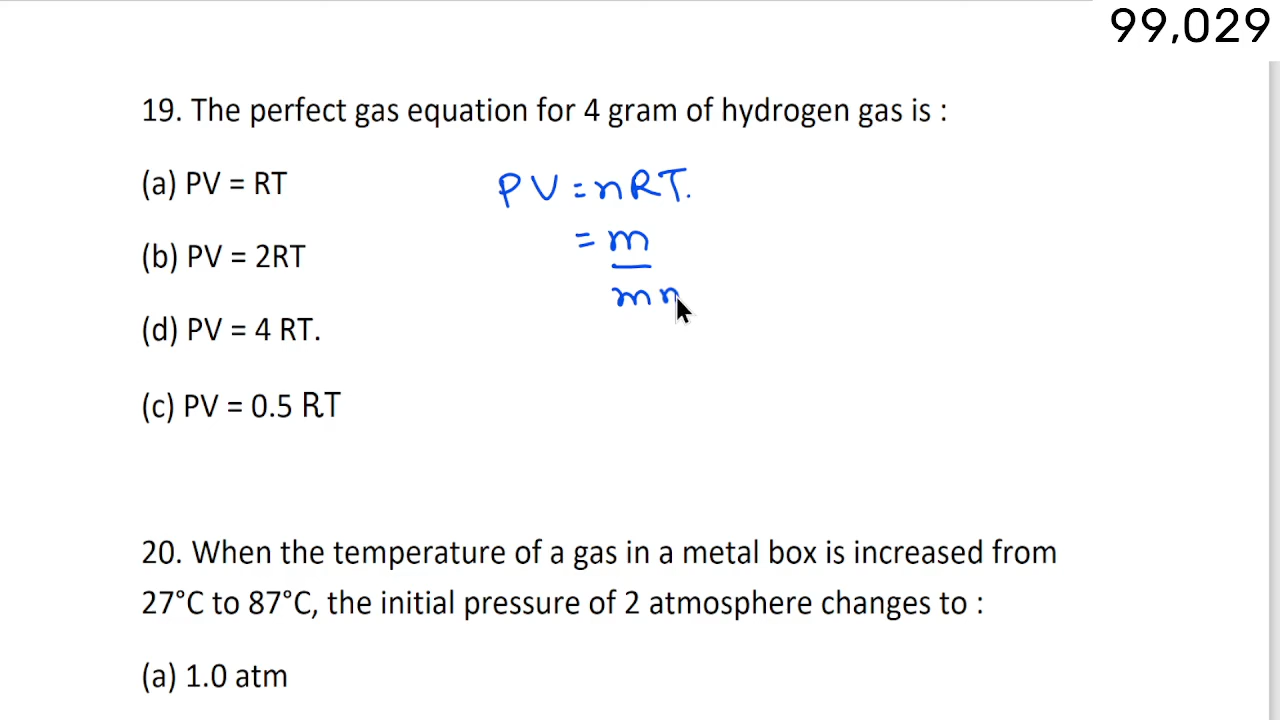 99,029
19. The perfect gas equation for 4 gram of hydrogen gas is :
(a) PV = RT
PV = nRT.
= m
(b) PV = 2RT
m n
(d) PV = 4 RT.
(c) PV = 0.5 RT
20. When the temperature of a gas in a metal box is increased from
27°C to 87°C, the initial pressure of 2 atmosphere changes to :
(a) 1.0 atm